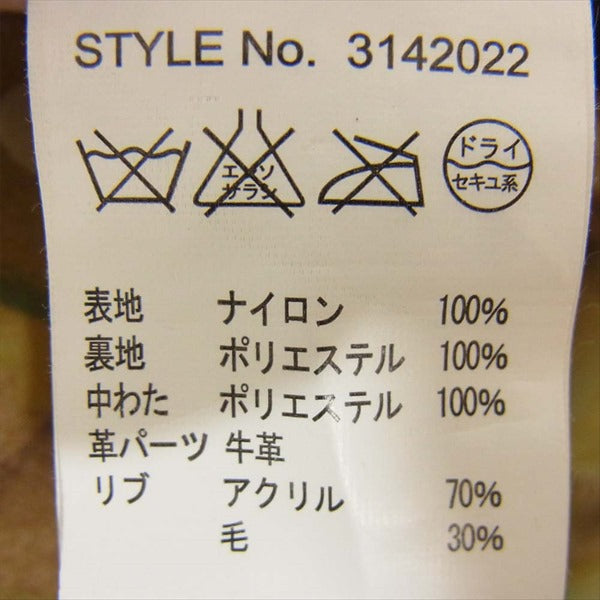 STYLE No. 3142022
エンソ
サラシ
ドライ
セキユ系
表地 ナイロン 100%
裏地 ポリエステル 100%
中わた ポリエステル 100%
革パーツ 牛革
リブ アクリル 70%
毛 30%